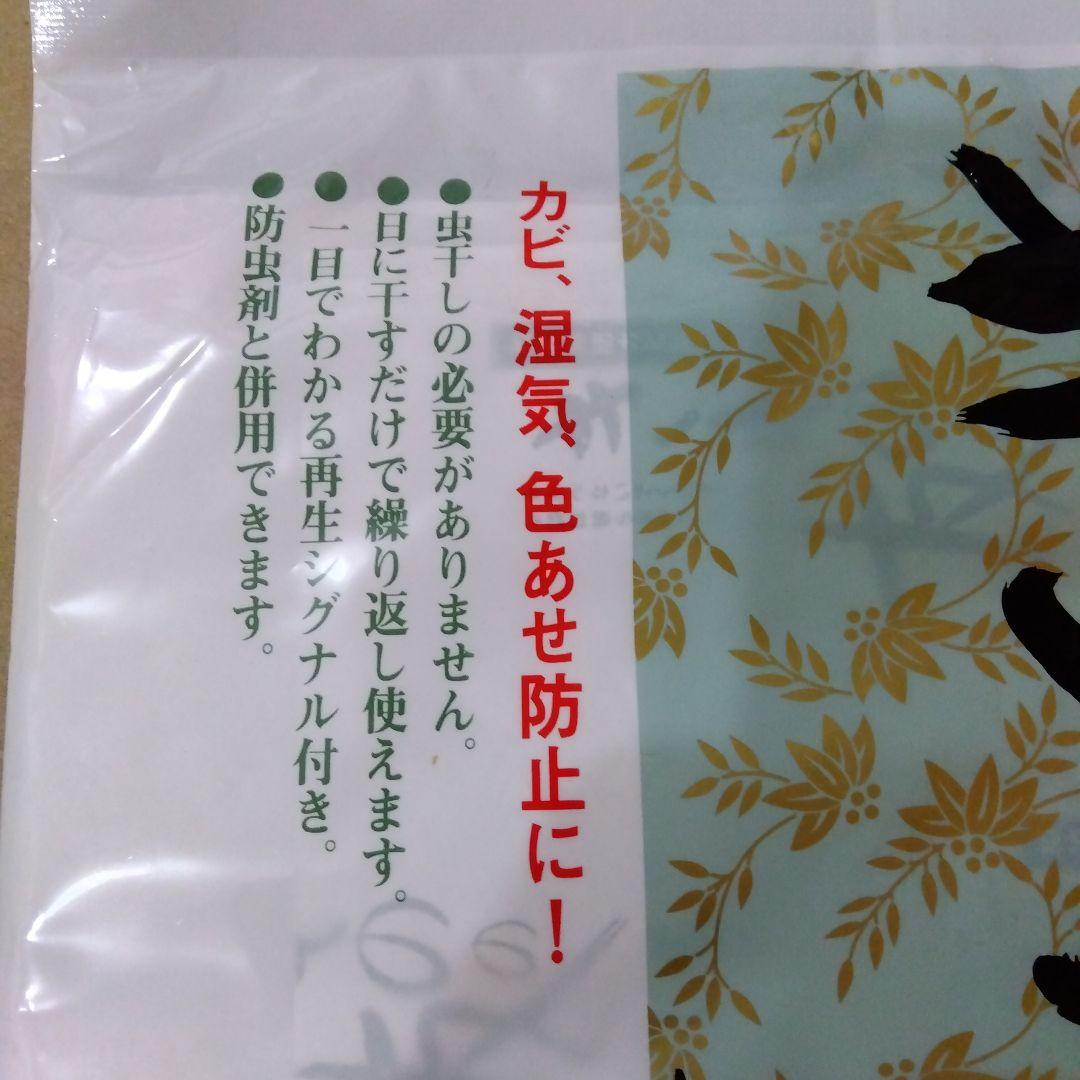 カビ、湿気、色あせ防止に！
●虫干しの必要がありません。
●日に干すだけで繰り返し使えます。
●一目でわかる再生シグナル付き。
●防虫剤と併用できます。